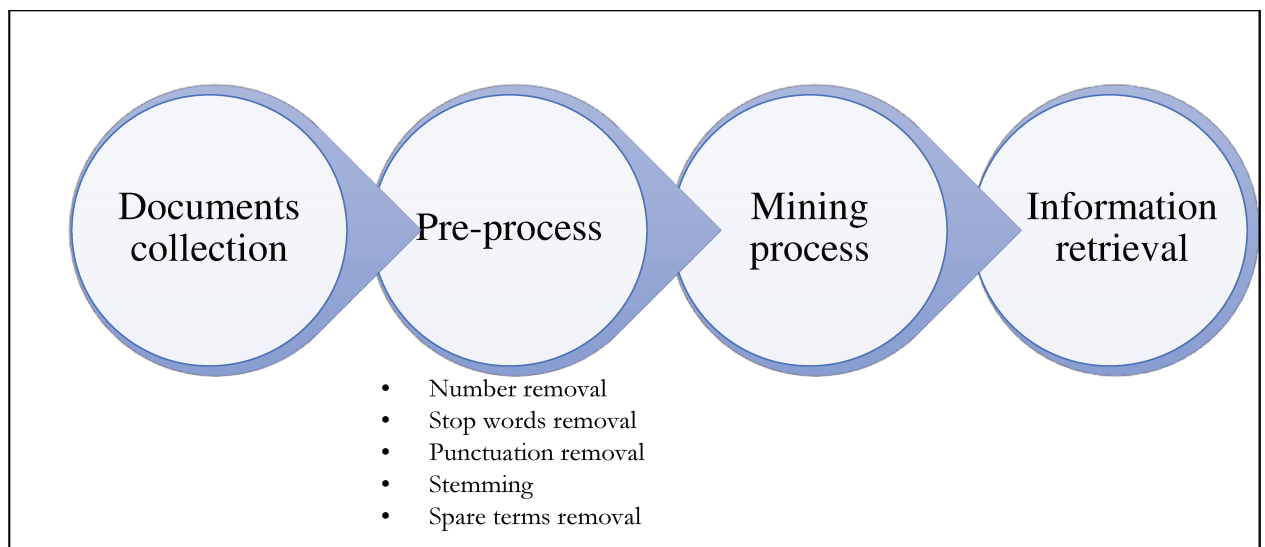 Documents
collection
Pre-process
Mining
process
Information
retrieval
• Number removal
• Stop words removal
• Punctuation removal
• Stemming
• Spare terms removal